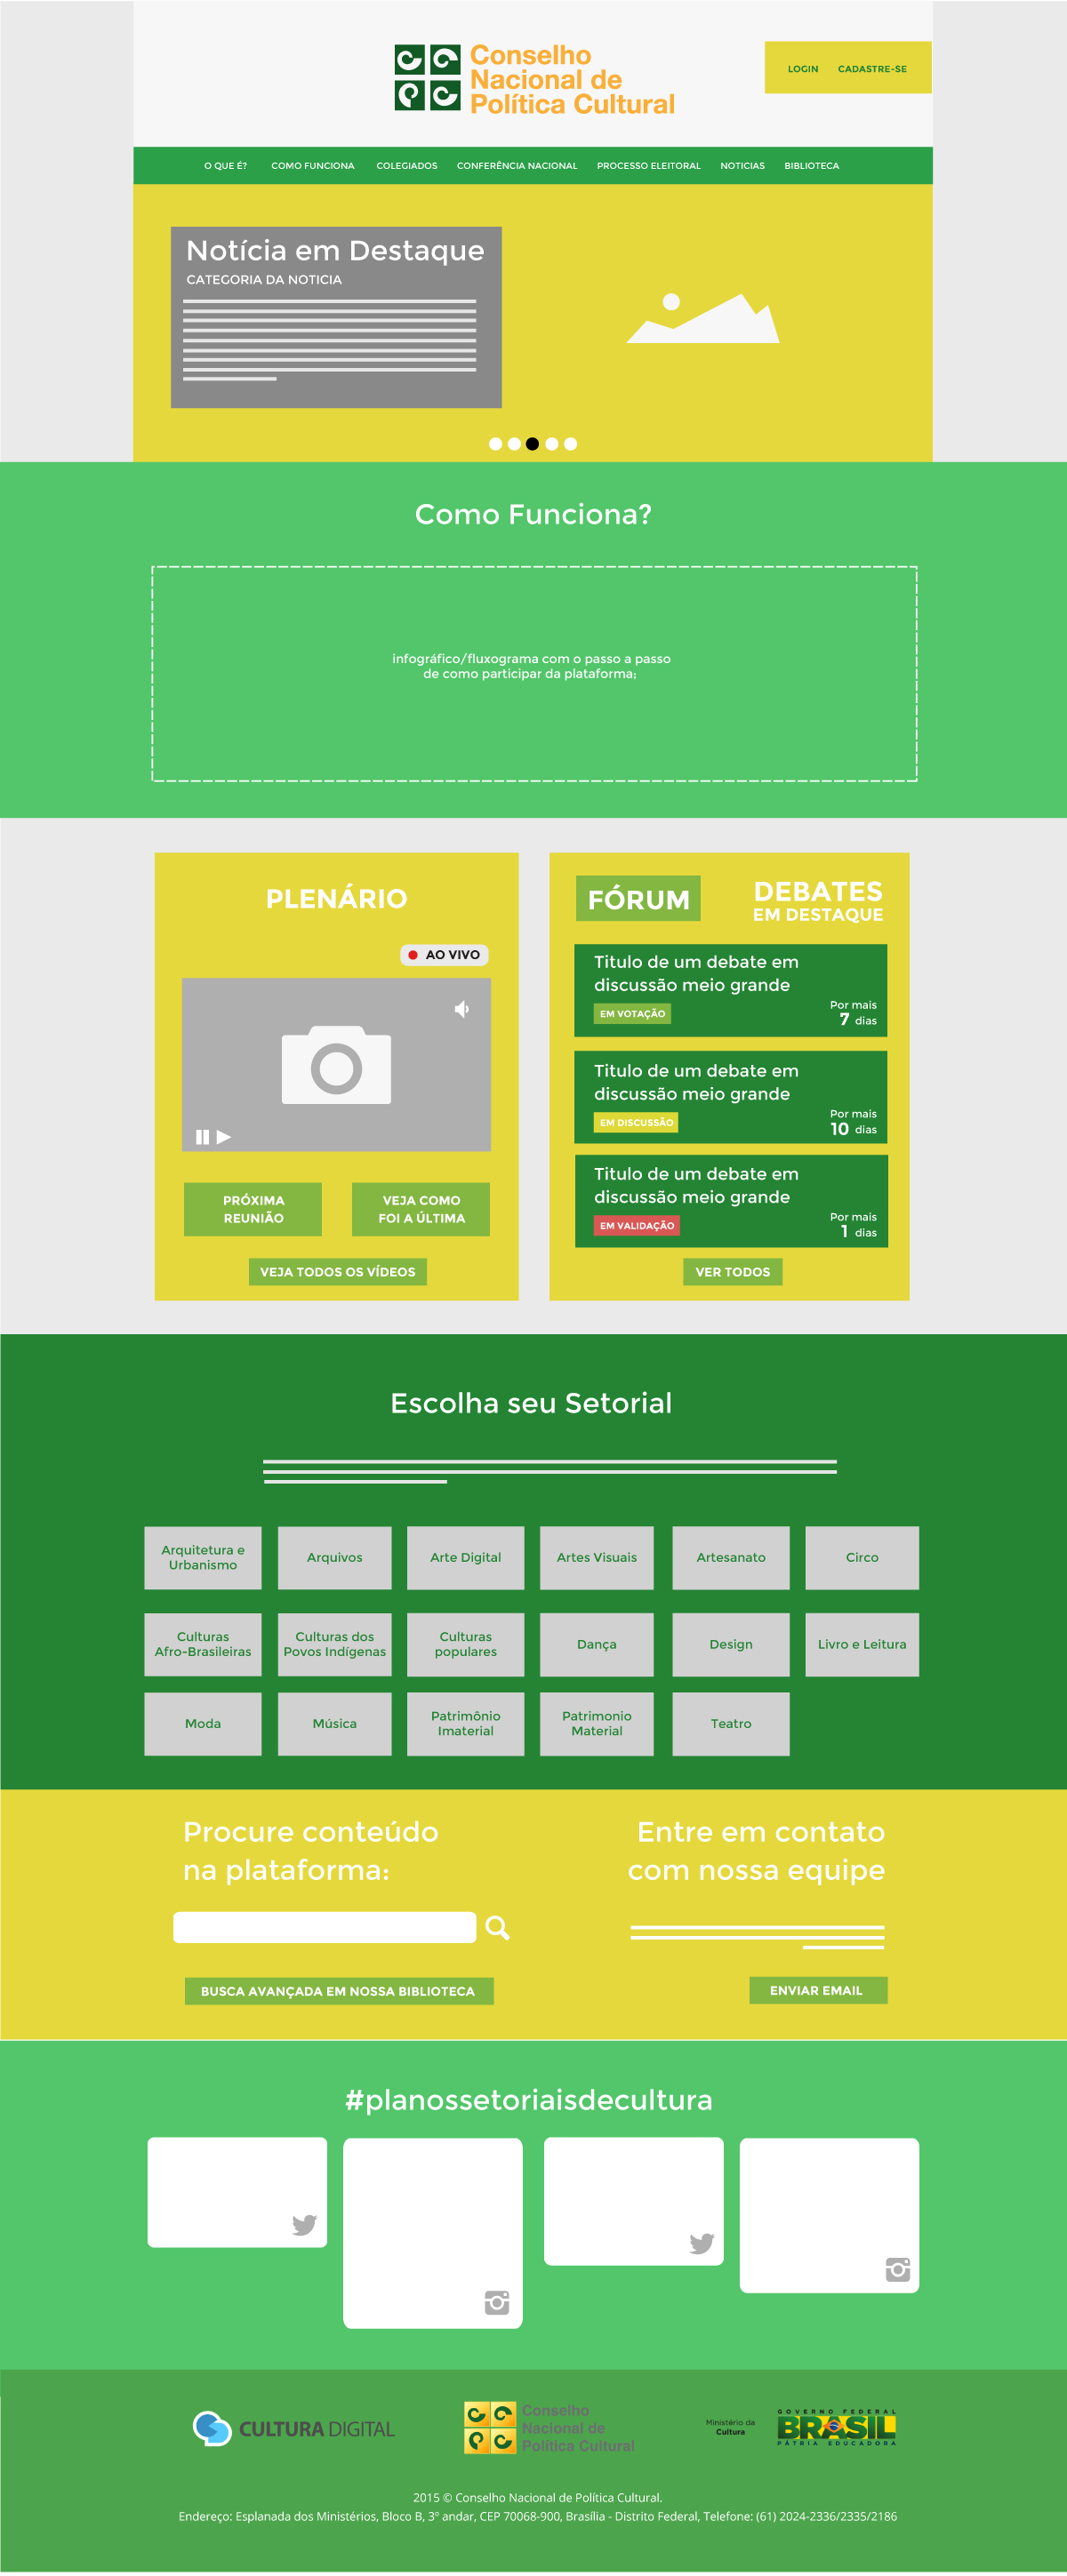 Conselho
Nacional de
Política Cultural
LOGIN CADASTRE-SE
O QUE É? COMO FUNCIONA COLEGIADOS CONFERÊNCIA NACIONAL PROCESSO ELEITORAL NOTICIAS BIBLIOTECA
Notícia em Destaque
CATEGORIA DA NOTICIA
Como Funciona?
infográfico/fluxograma com o passo a passo
de como participar da plataforma;
PLENÁRIO
AO VIVO
PRÓXIMA
REUNIÃO
VEJA COMO
FOI A ÚLTIMA
VEJA TODOS OS VÍDEOS
FÓRUM
DEBATES
EM DESTAQUE
Titulo de um debate em
discussão meio grande
EM VOTAÇÃO
Por mais
7 dias
Titulo de um debate em
discussão meio grande
EM DISCUSSÃO
Por mais
10 dias
Titulo de um debate em
discussão meio grande
EM VALIDAÇÃO
Por mais
1 dias
VER TODOS
Escolha seu Setorial
Arquitetura e
Urbanismo
Arquivos
Arte Digital
Artes Visuais
Artesanato
Circo
Culturas
Afro-Brasileiras
Culturas dos
Povos Indígenas
Culturas
populares
Dança
Design
Livro e Leitura
Moda
Música
Patrimônio
Imaterial
Patrimonio
Material
Teatro
Procure conteúdo
na plataforma:
BUSCA AVANÇADA EM NOSSA BIBLIOTECA
Entre em contato
com nossa equipe
ENVIAR EMAIL
#planossetoriaisdecultura
CULTURA DIGITAL
Conselho
Nacional de
Política Cultural
Ministério da
Cultura
GOVERNO FEDERAL
BRASIL
PÁTRIA EDUCADORA
2015 © Conselho Nacional de Política Cultural.
Endereço: Esplanada dos Ministérios, Bloco B, 3º andar, CEP 70068-900, Brasília - Distrito Federal, Telefone: (61) 2024-2336/2335/2186